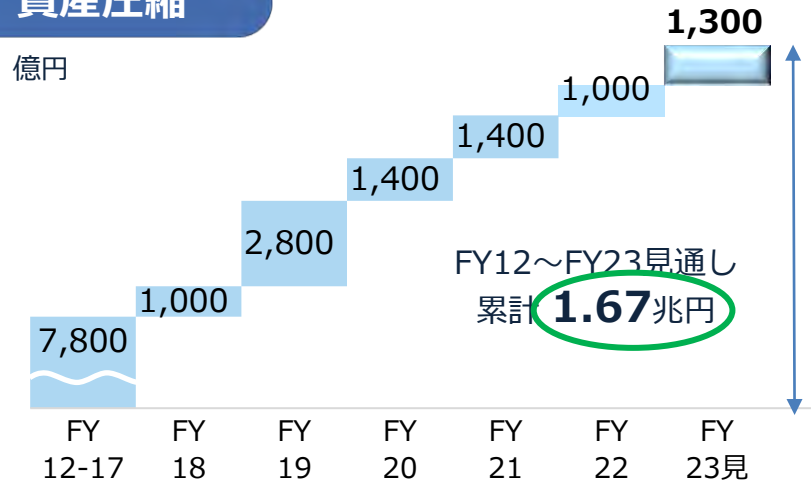 資産圧縮
億円
1,300
1,000
1,400
1,400
2,800
1,000
7,800
FY12～FY23見通し
累計 1.67兆円
FY 12-17
FY 18
FY 19
FY 20
FY 21
FY 22
FY 23見